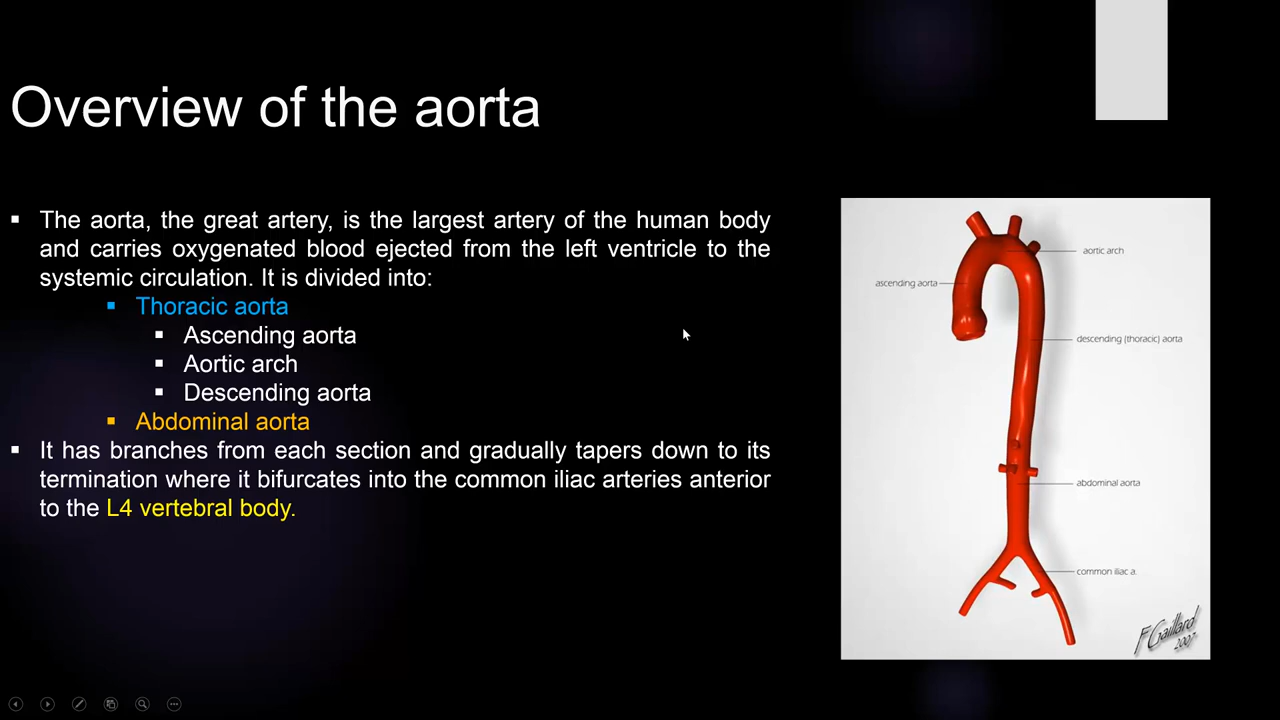 Overview of the aorta
▪ The aorta, the great artery, is the largest artery of the human body
and carries oxygenated blood ejected from the left ventricle to the
systemic circulation. It is divided into:
▪ Thoracic aorta
▪ Ascending aorta
▪ Aortic arch
▪ Descending aorta
▪ Abdominal aorta
▪ It has branches from each section and gradually tapers down to its
termination where it bifurcates into the common iliac arteries anterior
to the L4 vertebral body.
aortic arch
ascending aorta
descending (thoracic) aorta
abdominal aorta
common iliac a.
F Gaillard
2007